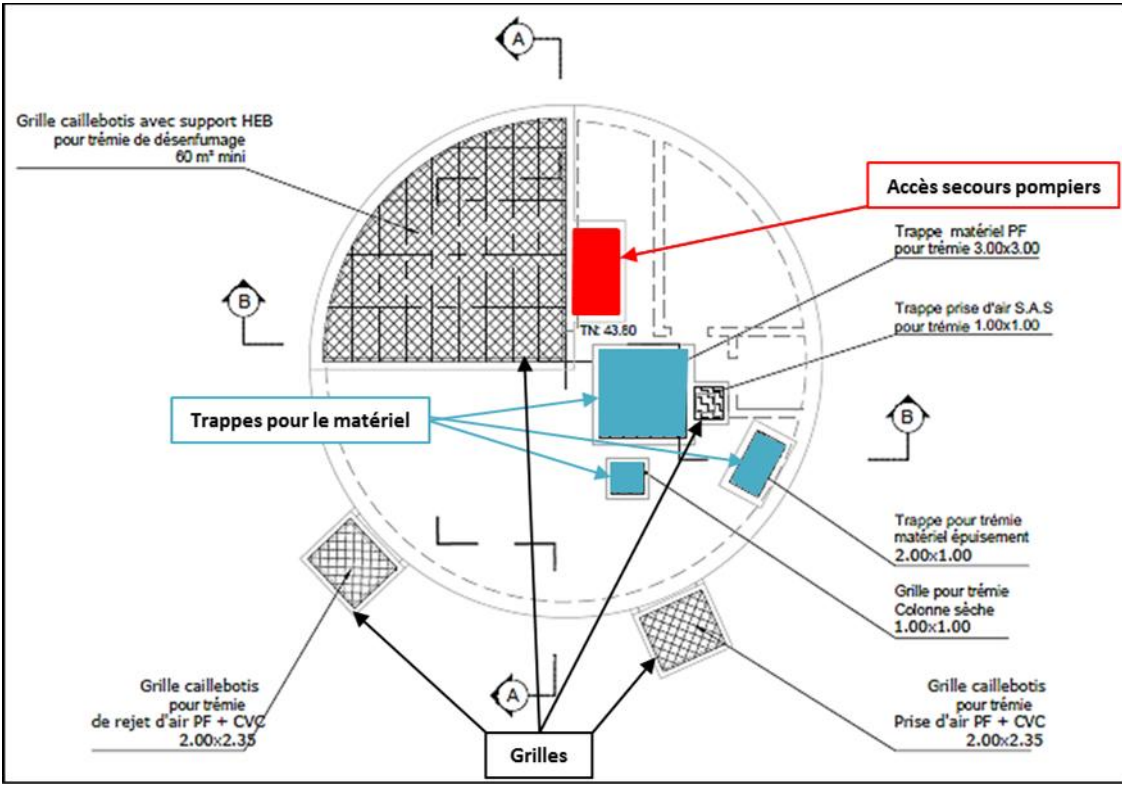 A
Grille caillebotis avec support HEB
pour trémie de désenfumage
60 m² mini
Accès secours pompiers
Trappe matériel PF
pour trémie 3.00x3.00
B
Trappe prise d'air S.A.S
pour trémie 1.00x1.00
TN: 43.80
Trappes pour le matériel
B
Trappe pour trémie
matériel épuisement
2.00x1.00
Grille pour trémie
Colonne sèche
1.00x1.00
Grille caillebotis
pour trémie
de rejet d'air PF + CVC
2.00x2.35
A
Grilles
Grille caillebotis
pour trémie
Prise d'air PF + CVC
2.00x2.35